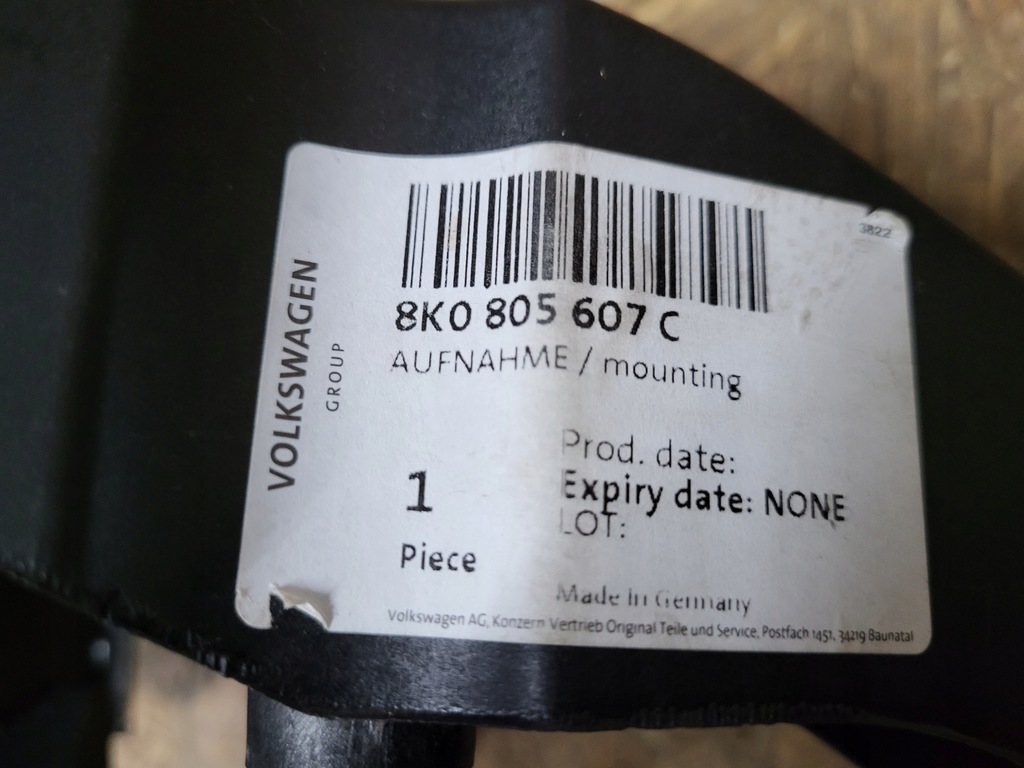 3822
VOLKSWAGEN
GROUP
8K0 805 607 C
AUFNAHME / mounting
Prod. date:
Expiry date: NONE
LOT:
1
Piece
Made in Germany
Volkswagen AG, Konzern Vertrieb Original Teile und Service, Postfach 1451, 34219 Baunatal